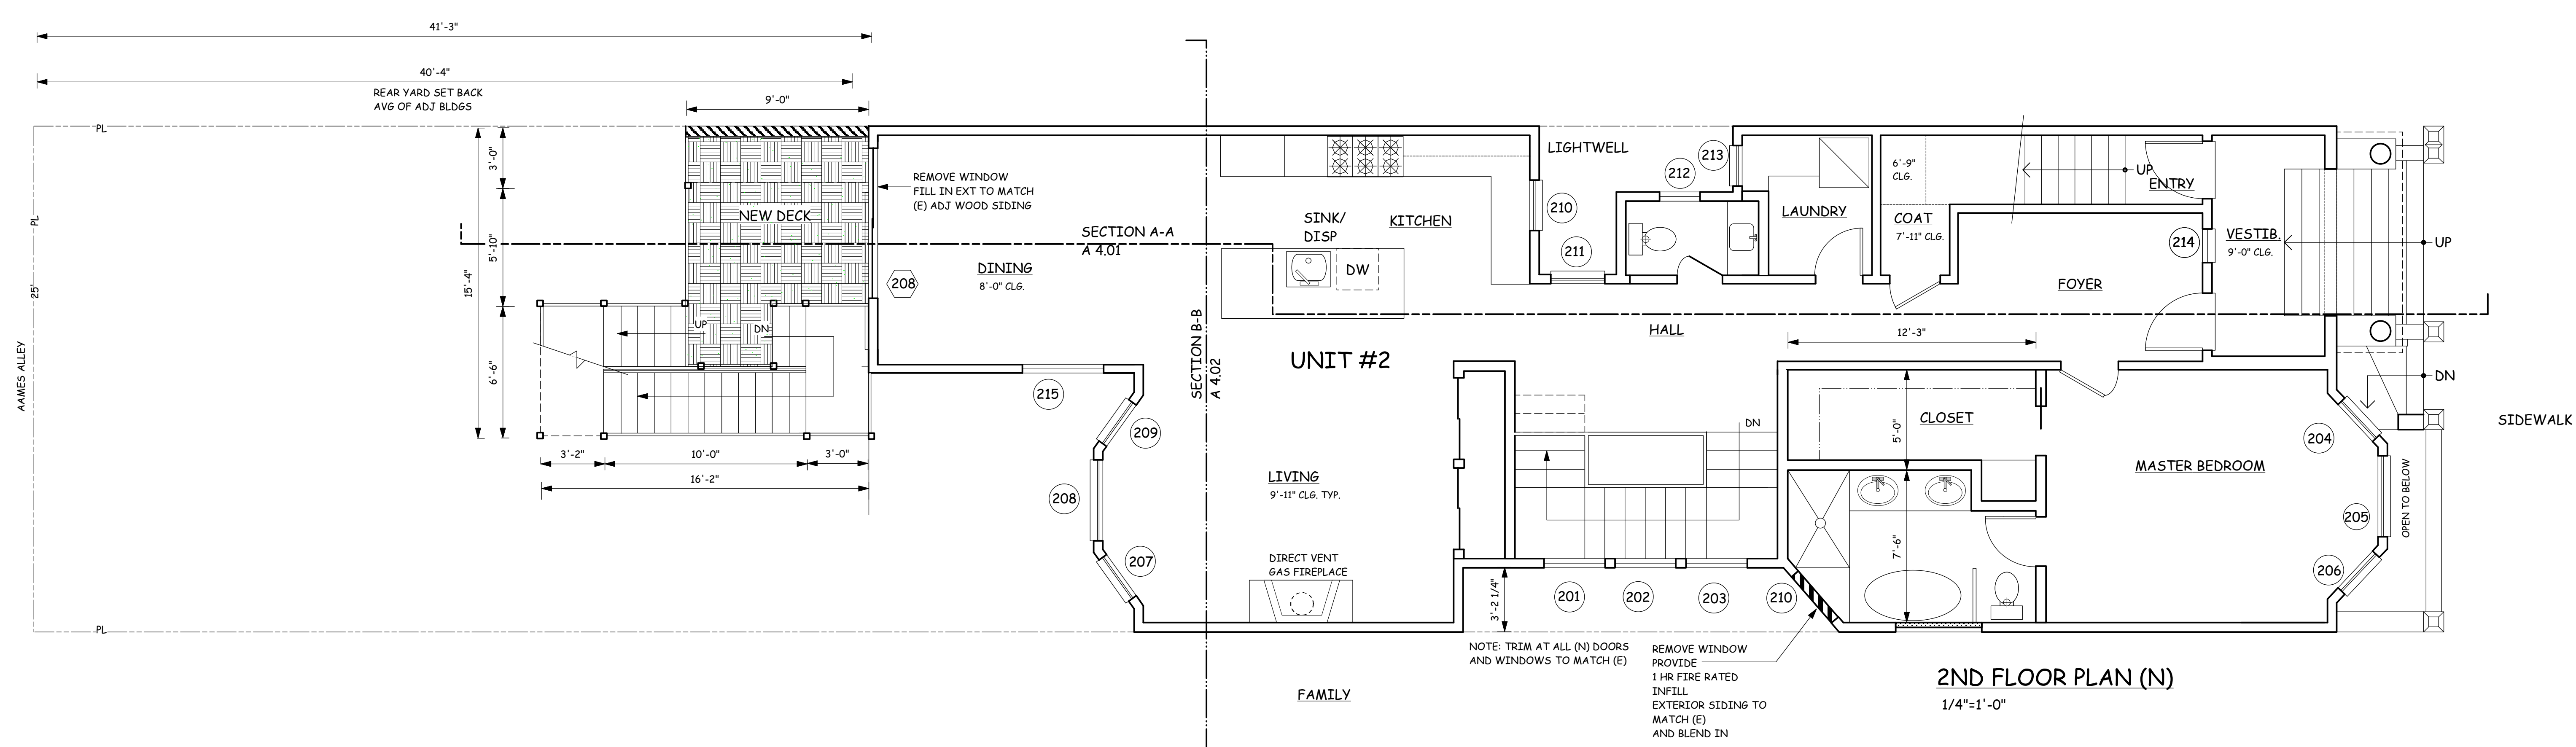 41'-3"
40'-4"
REAR YARD SET BACK
AVG OF ADJ BLDGS
9'-0"
PL
PL
25'
AAMES ALLEY
PL
15'-4"
3'-0"
5'-10"
6'-6"
NEW DECK
UP
DN
3'-2"
10'-0"
3'-0"
16'-2"
REMOVE WINDOW
FILL IN EXT TO MATCH
(E) ADJ WOOD SIDING
208
DINING
8'-0" CLG.
SECTION A-A
A 4.01
SECTION B-B
A 4.02
SINK/
DISP
DW
KITCHEN
LIGHTWELL
210
211
212
213
LAUNDRY
6'-9"
CLG.
COAT
7'-11" CLG.
UP
ENTRY
214
VESTIB.
9'-0" CLG.
UP
FOYER
HALL
UNIT #2
215
209
208
207
LIVING
9'-11" CLG. TYP.
DIRECT VENT
GAS FIREPLACE
DN
12'-3"
CLOSET
5'-0"
7'-6"
MASTER BEDROOM
DN
204
205
206
OPEN TO BELOW
SIDEWALK
201
202
203
210
3'-2 1/4"
NOTE: TRIM AT ALL (N) DOORS
AND WINDOWS TO MATCH (E)
REMOVE WINDOW
PROVIDE
1 HR FIRE RATED
INFILL
EXTERIOR SIDING TO
MATCH (E)
AND BLEND IN
FAMILY
2ND FLOOR PLAN (N)
1/4"=1'-0"